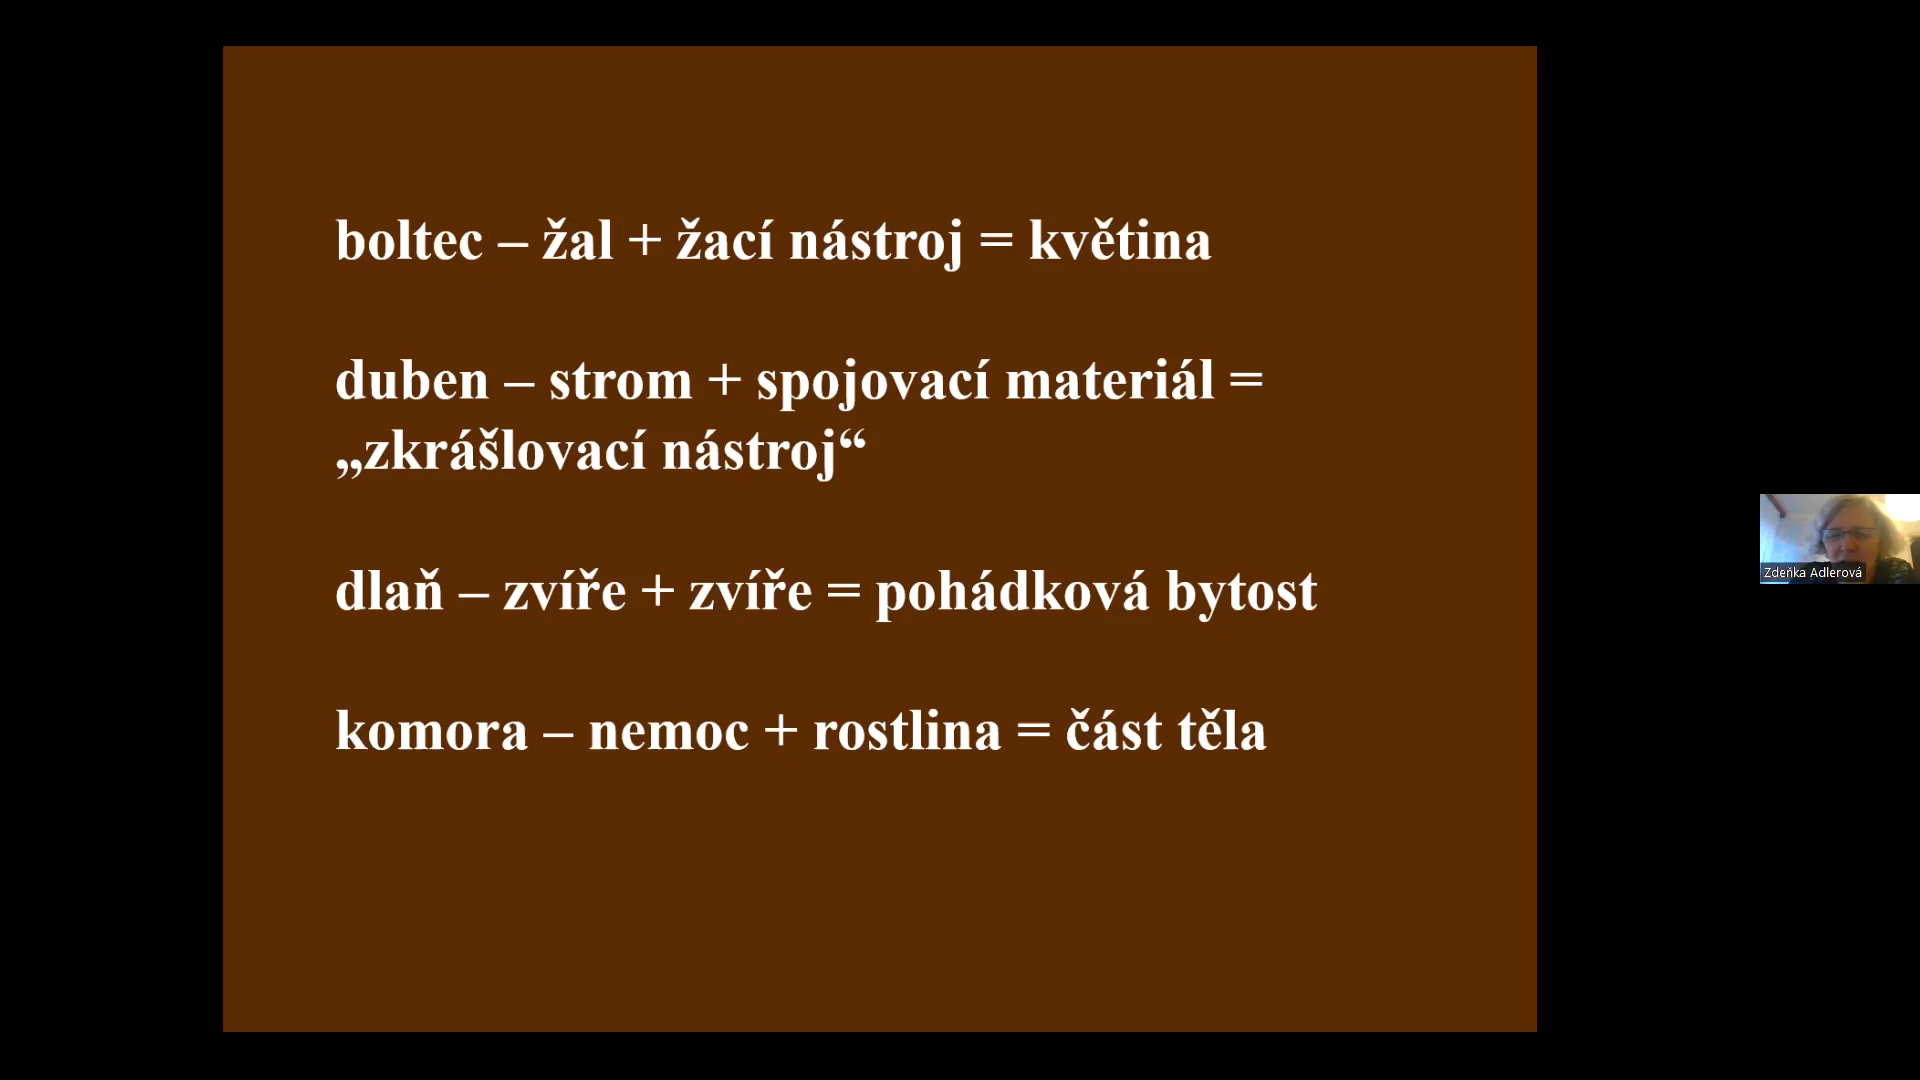 boltec – žal + žací nástroj = květina
duben – strom + spojovací materiál =
„zkrášlovací nástroj“
dlaň – zvíře + zvíře = pohádková bytost
komora – nemoc + rostlina = část těla
Zdeňka Adlerová